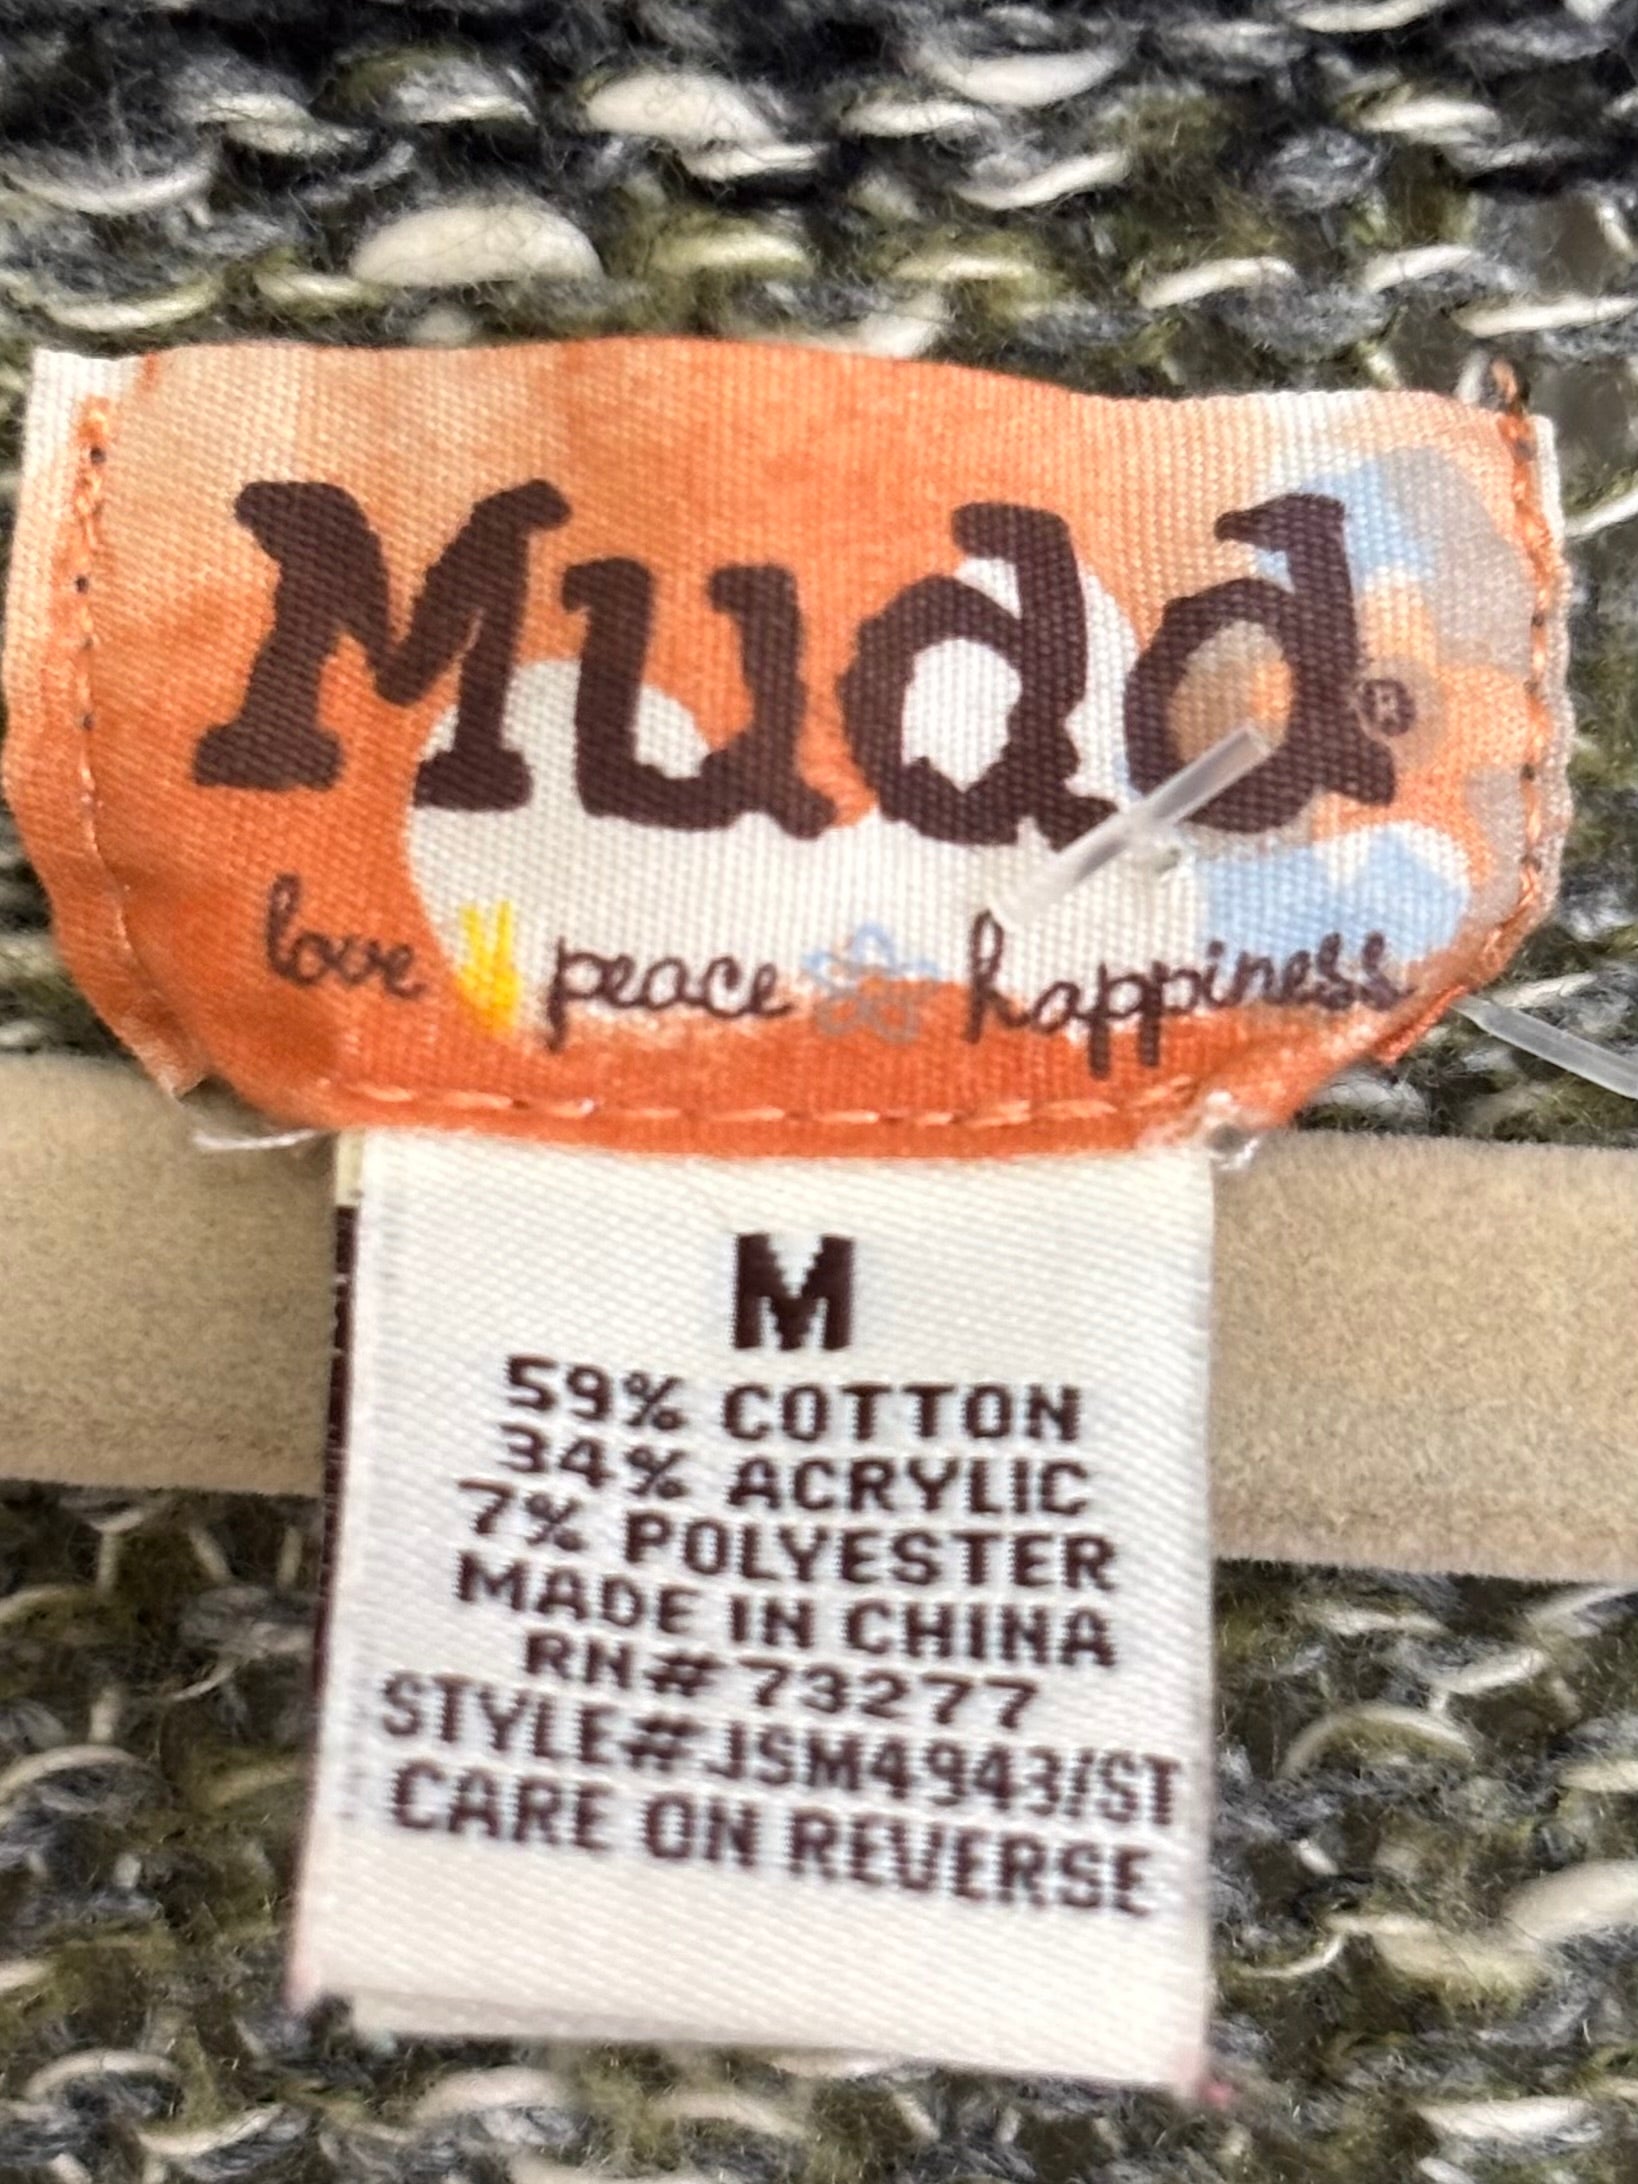 Mudd®
love peace happiness
M
59% COTTON
34% ACRYLIC
7% POLYESTER
MADE IN CHINA
RN# 73277
STYLE#JSM4943/ST
CARE ON REVERSE